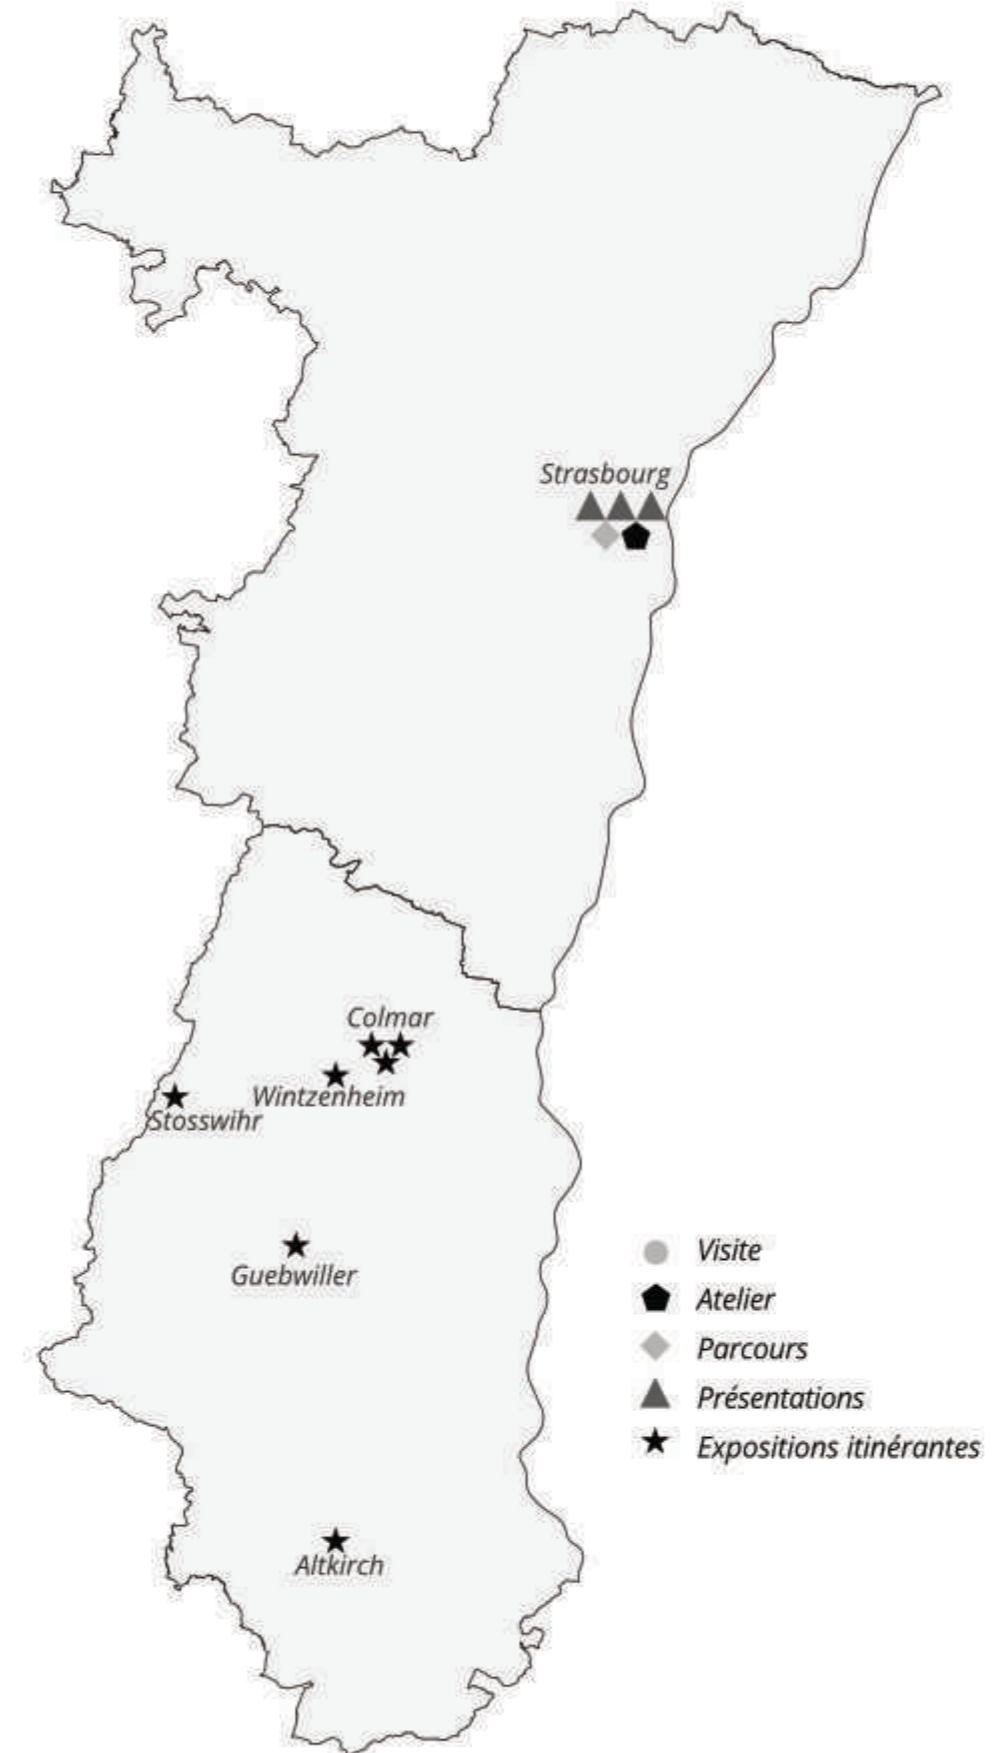 Strasbourg
Colmar
Wintzenheim
Stosswihr
Guebwiller
Altkirch
Visite
Atelier
Parcours
Présentations
Expositions itinérantes